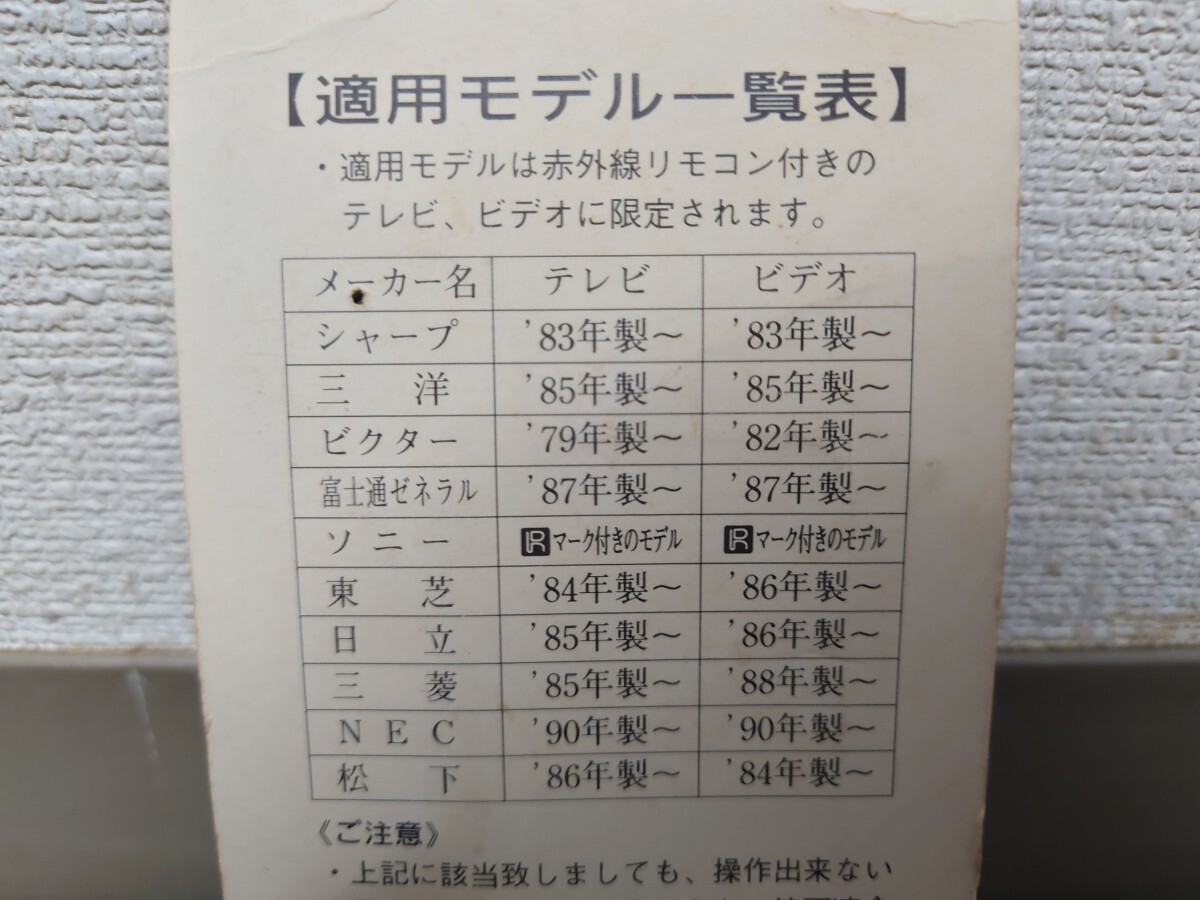 【適用モデル一覧表】
・適用モデルは赤外線リモコン付きの
テレビ、ビデオに限定されます。
メーカー名 テレビ ビデオ
シャープ '83年製～ '83年製～
三洋 '85年製～ '85年製～
ビクター '79年製～ '82年製～
富士通ゼネラル '87年製～ '87年製～
ソニー Rマーク付きのモデル Rマーク付きのモデル
東芝 '84年製～ '86年製～
日立 '85年製～ '86年製～
三菱 '85年製～ '88年製～
NEC '90年製～ '90年製～
松下 '86年製～ '84年製～
《ご注意》
・上記に該当致しましても、操作出来ない